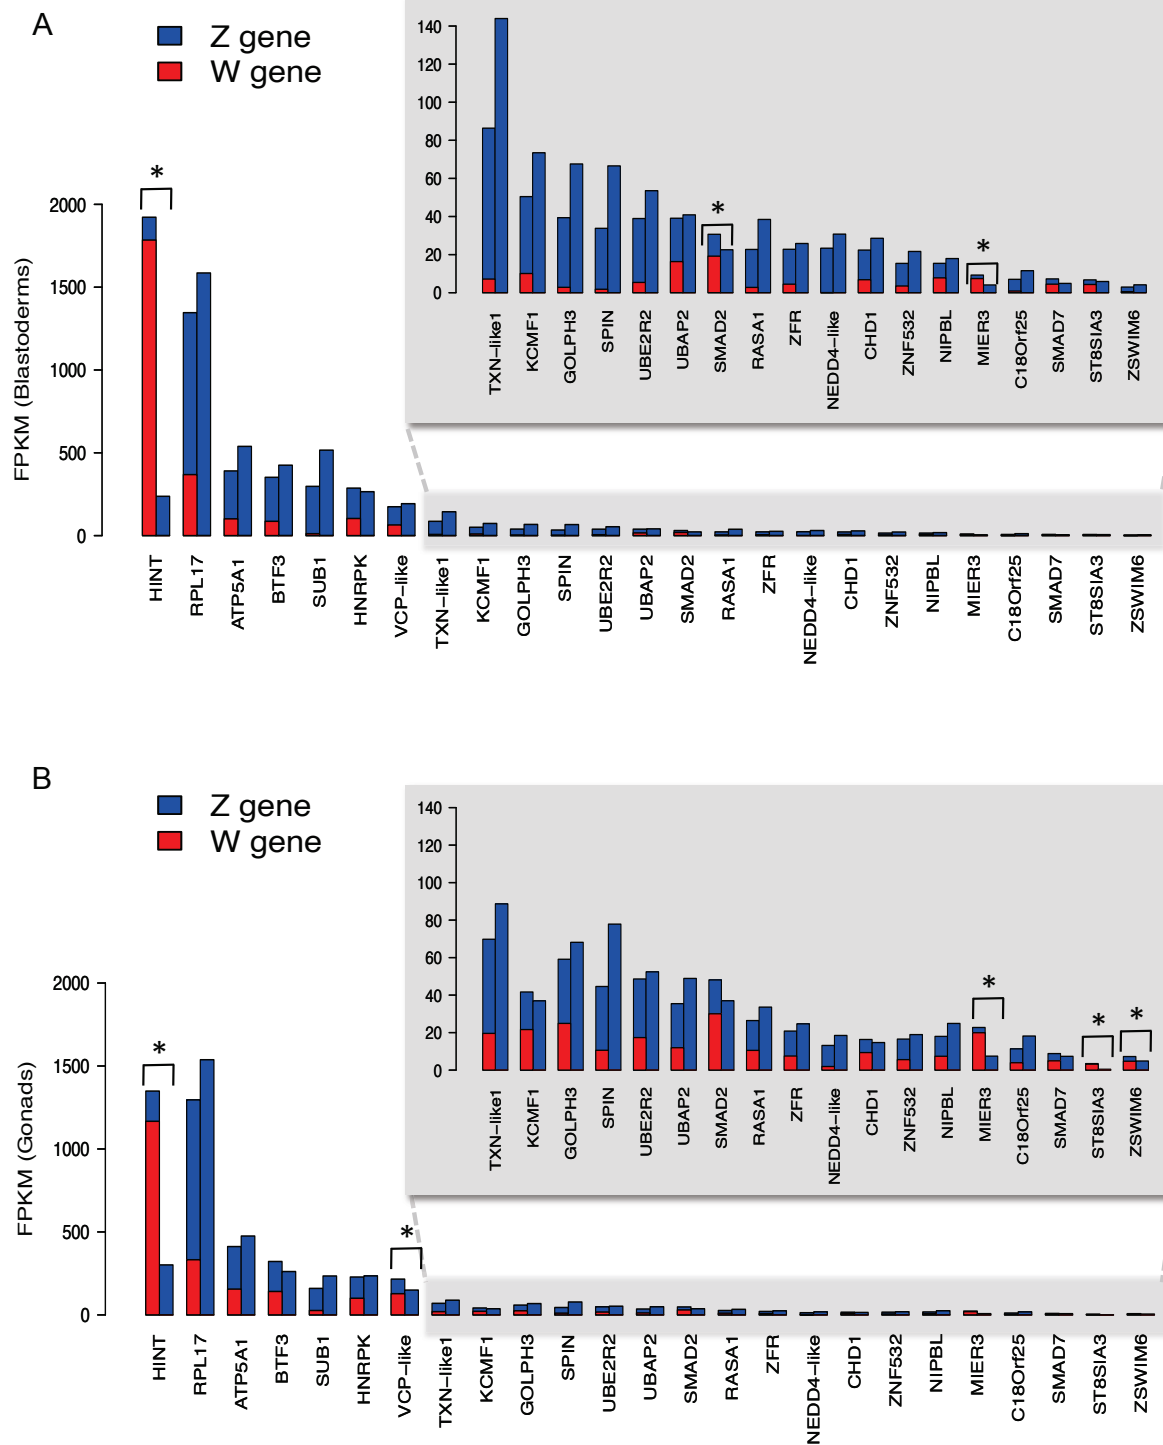 A
Z gene
W gene
140
120
100
80
60
40
20
0
*
*
TXN−like1
KCMF1
GOLPH3
SPIN
UBE2R2
UBAP2
SMAD2
RASA1
ZFR
NEDD4−like
CHD1
ZNF532
NIPBL
MIER3
C18Orf25
SMAD7
ST8SIA3
ZSWIM6
*
FPKM (Blastoderms)
2000
1500
1000
500
0
HINT
RPL17
ATP5A1
BTF3
SUB1
HNRPK
VCP−like
TXN−like1
KCMF1
GOLPH3
SPIN
UBE2R2
UBAP2
SMAD2
RASA1
ZFR
NEDD4−like
CHD1
ZNF532
NIPBL
MIER3
C18Orf25
SMAD7
ST8SIA3
ZSWIM6
B
Z gene
W gene
140
120
100
80
60
40
20
0
*
*
*
TXN−like1
KCMF1
GOLPH3
SPIN
UBE2R2
UBAP2
SMAD2
RASA1
ZFR
NEDD4−like
CHD1
ZNF532
NIPBL
MIER3
C18Orf25
SMAD7
ST8SIA3
ZSWIM6
*
*
FPKM (Gonads)
2000
1500
1000
500
0
HINT
RPL17
ATP5A1
BTF3
SUB1
HNRPK
VCP−like
TXN−like1
KCMF1
GOLPH3
SPIN
UBE2R2
UBAP2
SMAD2
RASA1
ZFR
NEDD4−like
CHD1
ZNF532
NIPBL
MIER3
C18Orf25
SMAD7
ST8SIA3
ZSWIM6